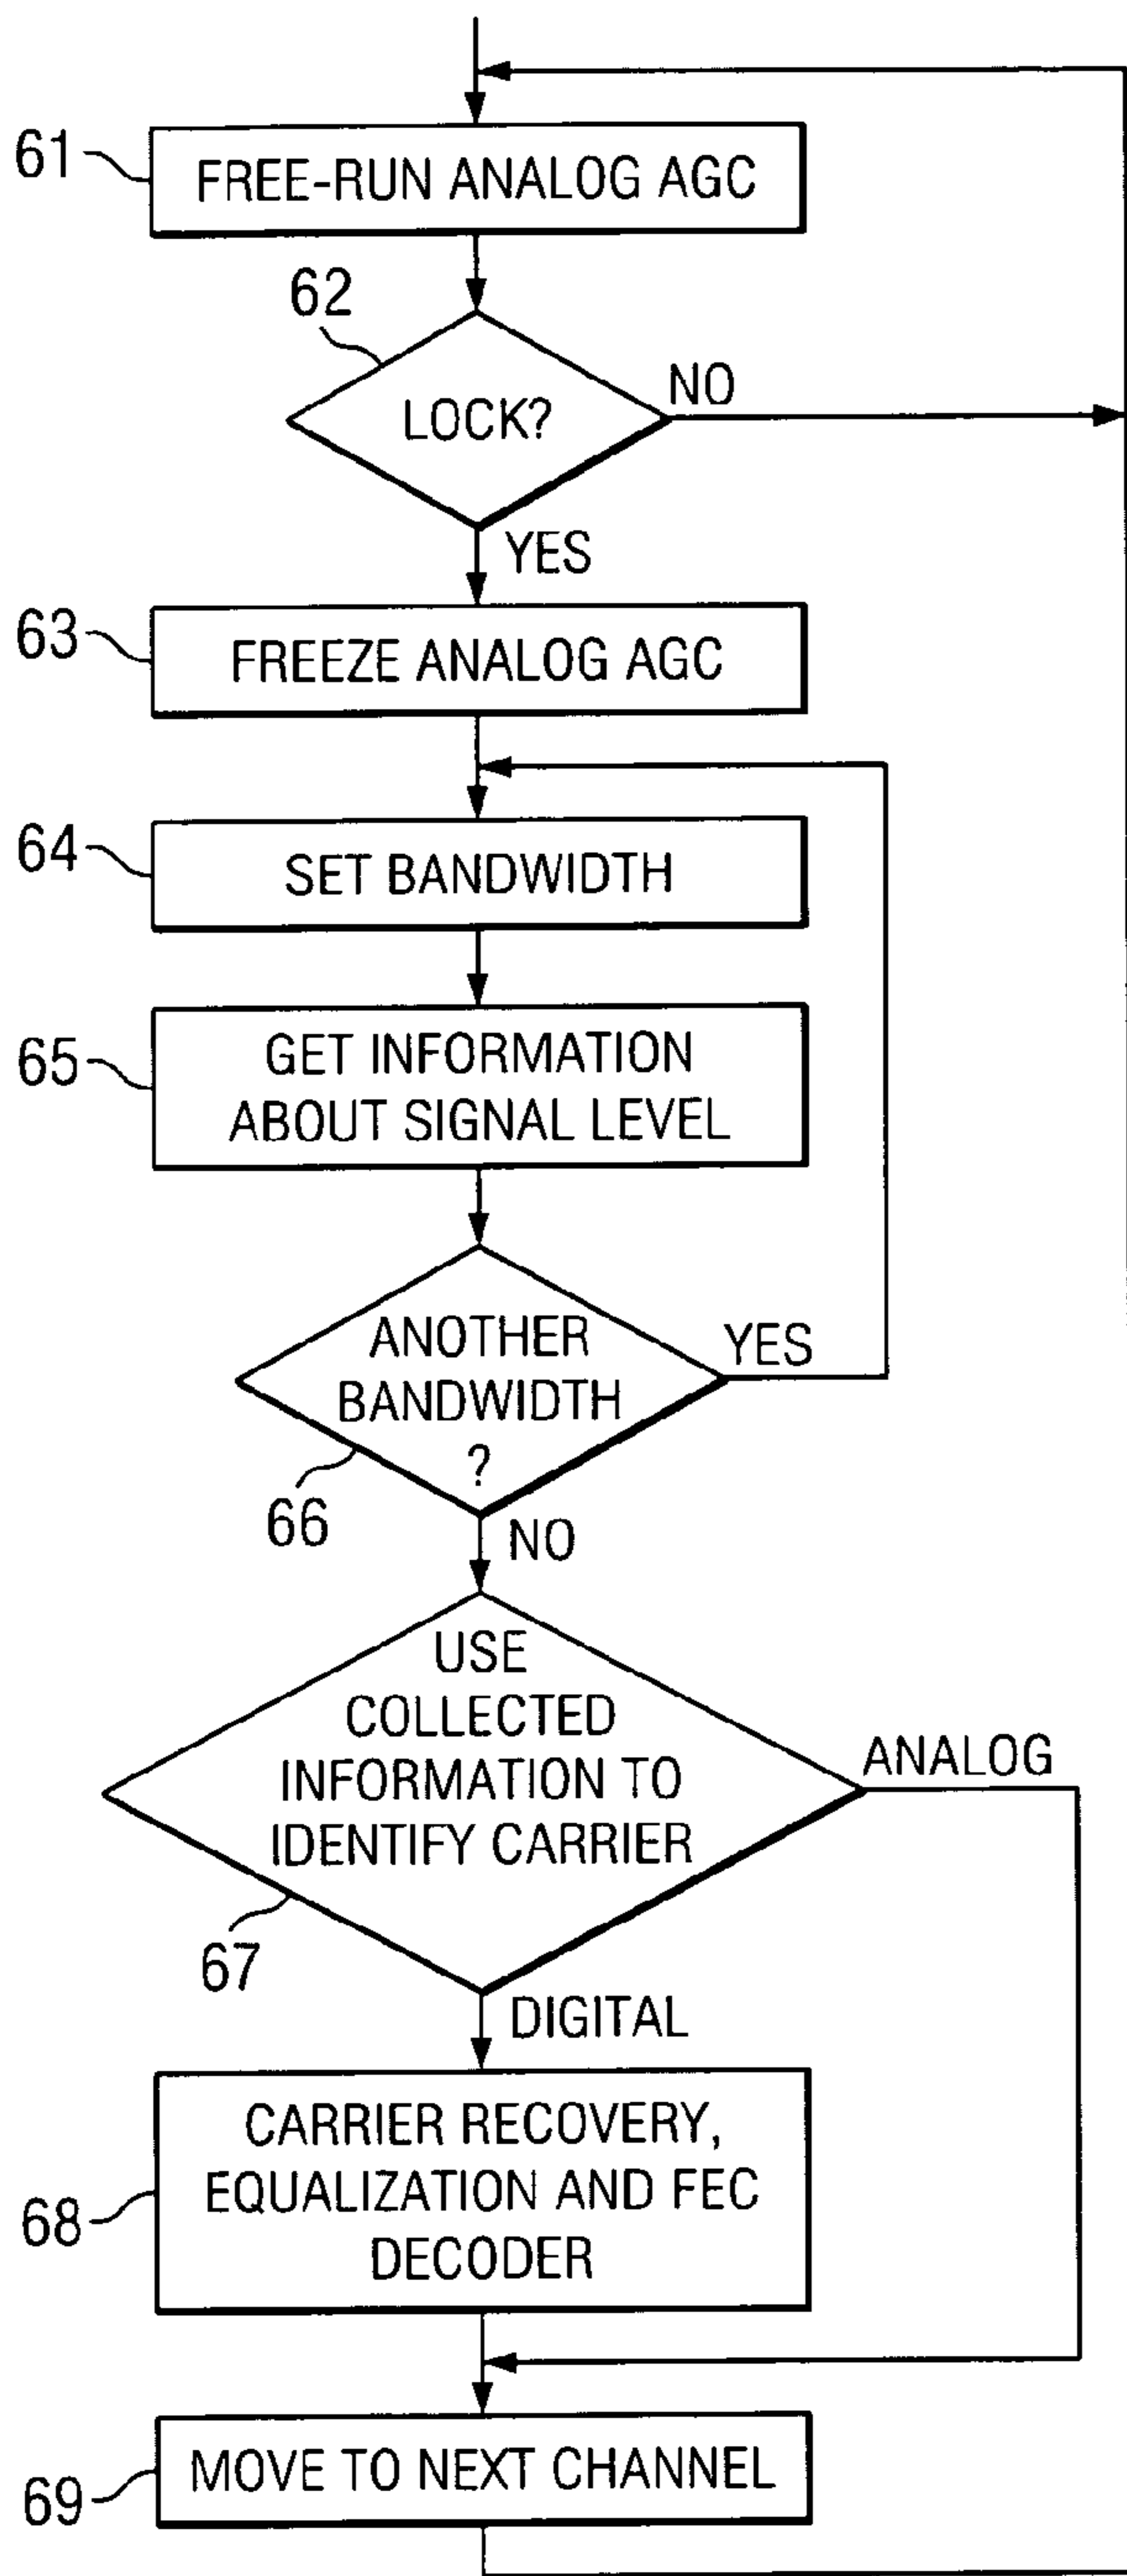 61
FREE-RUN ANALOG AGC
62
LOCK?
NO
YES
63
FREEZE ANALOG AGC
64
SET BANDWIDTH
65
GET INFORMATION
ABOUT SIGNAL LEVEL
ANOTHER
BANDWIDTH
?
YES
66
NO
USE
COLLECTED
INFORMATION TO
IDENTIFY CARRIER
ANALOG
67
DIGITAL
68
CARRIER RECOVERY,
EQUALIZATION AND FEC
DECODER
69
MOVE TO NEXT CHANNEL